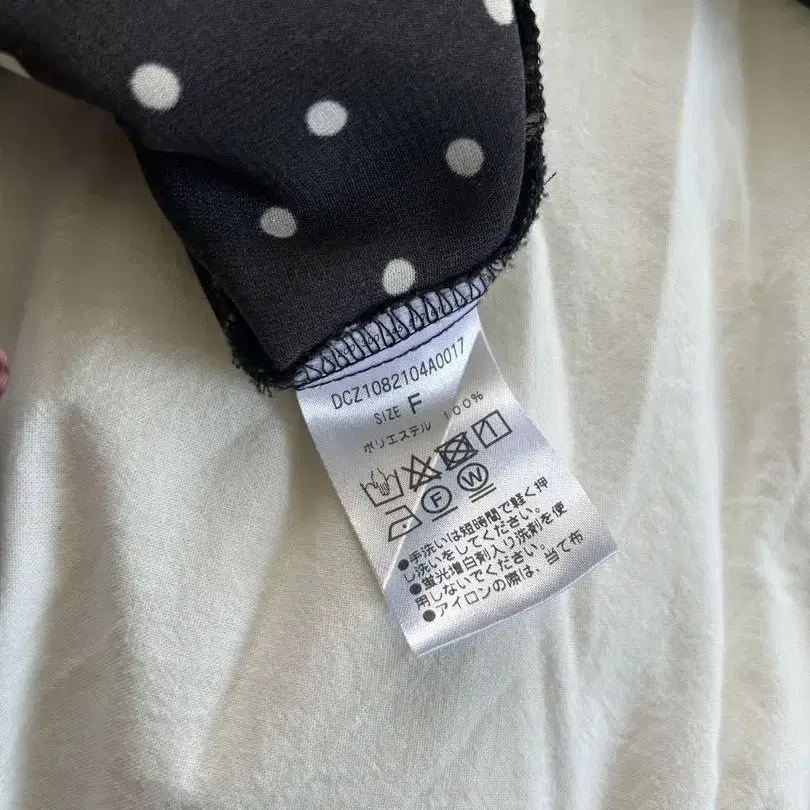 DCZ1082104A0017
SIZE F
ポリエステル 100%
F W
●手洗いは短時間で軽く押
し洗いをしてください。
●蛍光増白剤入り洗剤を使
用しないでください。
●アイロンの際は、当て布